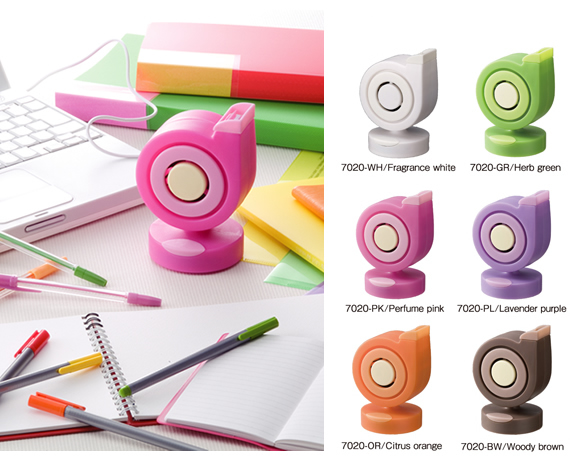 7020-WH/Fragrance white
7020-GR/Herb green
7020-PK/Perfume pink
7020-PL/Lavender purple
7020-OR/Citrus orange
7020-BW/Woody brown